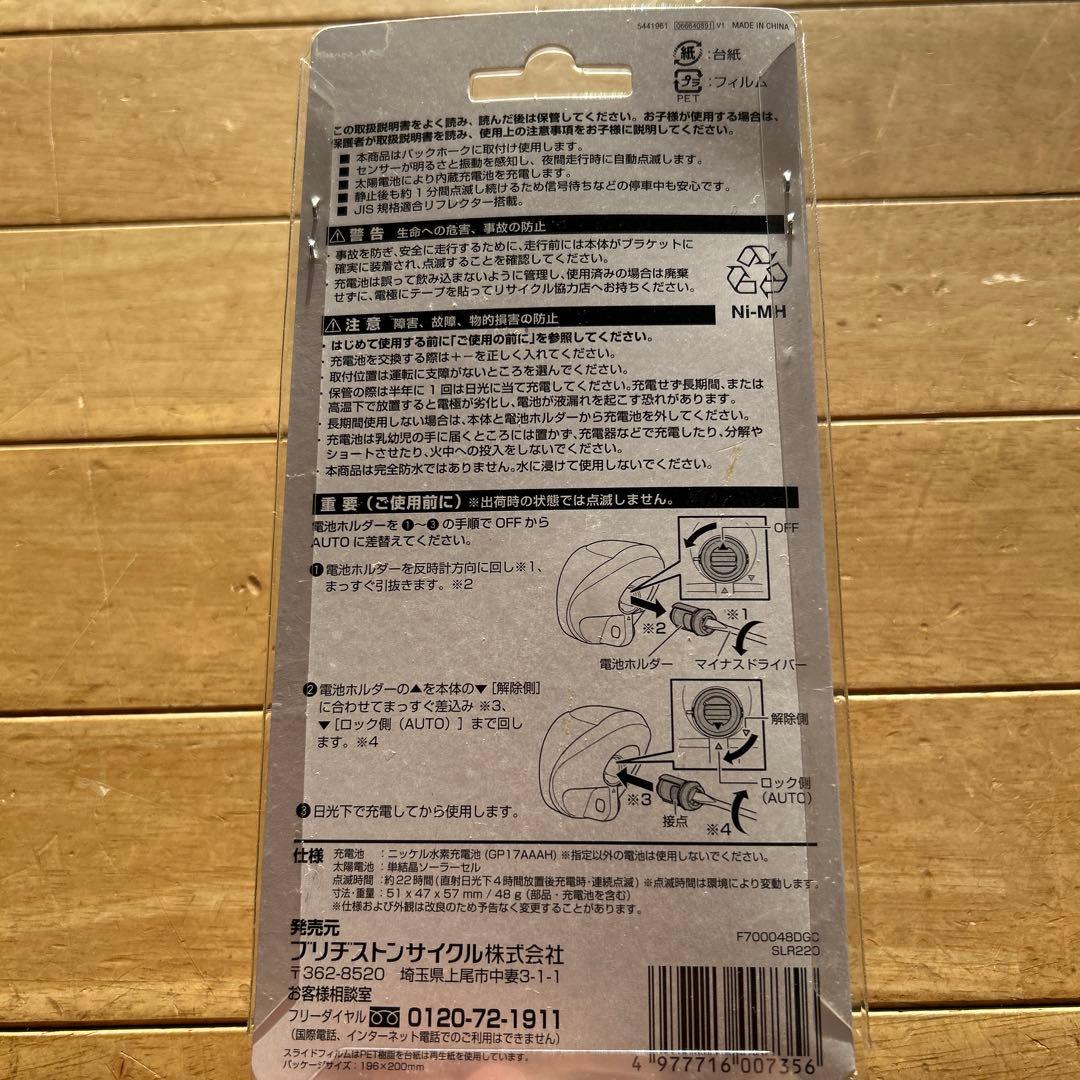 5441961 066640891 V1 MADE IN CHINA
紙:台紙
プラ:フィルム
PET
この取扱説明書をよく読み、読んだ後は保管してください。お子様が使用する場合は、
保護者が取扱説明書を読み、使用上の注意事項をお子様に説明してください。
■ 本商品はバックホークに取付け使用します。
■ センサーが明るさと振動を感知し、夜間走行時に自動点滅します。
■ 太陽電池により内蔵充電池を充電します。
■ 静止後も約1分間点滅し続けるため信号待ちなどの停車中も安心です。
■ JIS規格適合リフレクター搭載。
⚠警告 生命への危害、事故の防止
・事故を防ぎ、安全に走行するために、走行前には本体がブラケットに
確実に装着され、点滅することを確認してください。
・充電池は誤って飲み込まないように管理し、使用済みの場合は廃棄
せずに、電極にテープを貼ってリサイクル協力店へお持ちください。
Ni-MH
⚠注意 障害、故障、物的損害の防止
・はじめて使用する前に「ご使用の前に」を参照してください。
・充電池を交換する際は+-を正しく入れてください。
・取付位置は運転に支障がないところを選んでください。
・保管の際は半年に1回は日光に当て充電してください。充電せず長期間、または
高温下で放置すると電極が劣化し、電池が液漏れを起こす恐れがあります。
・長期間使用しない場合は、本体と電池ホルダーから充電池を外してください。
・充電池は乳幼児の手に届くところには置かず、充電器などで充電したり、分解や
ショートさせたり、火中への投入をしないでください。
・本商品は完全防水ではありません。水に浸けて使用しないでください。
重要(ご使用前に)※出荷時の状態では点滅しません。
電池ホルダーを❶~❸の手順でOFFから
AUTOに差替えてください。
OFF
❶電池ホルダーを反時計方向に回し※1、
まっすぐ引抜きます。※2
※1
※2
電池ホルダー マイナスドライバー
❷電池ホルダーの▲を本体の▼[解除側]
に合わせてまっすぐ差込み ※3、
▼[ロック側(AUTO)]まで回し
ます。※4
解除側
ロック側
(AUTO)
※3
接点
※4
❸日光下で充電してから使用します。
仕様 充電池 :ニッケル水素充電池(GP17AAAH)※指定以外の電池は使用しないでください。
太陽電池 :単結晶ソーラーセル
点滅時間 :約22時間(直射日光下4時間放置後充電時・連続点滅)※点滅時間は環境により変動します。
寸法・重量 :51x47x57mm/48g(部品・充電池を含む)
※仕様および外観は改良のため予告なく変更することがあります。
発売元
ブリヂストンサイクル株式会社
〒362-8520 埼玉県上尾市中妻3-1-1
お客様相談室
フリーダイヤル 0120-72-1911
(国際電話、インターネット電話でのご利用はできません)
スライドフィルムはPET樹脂を台紙は再生紙を使用しています。
パッケージサイズ:196×200mm
F700048DGC
SLR220
4 977716 007356